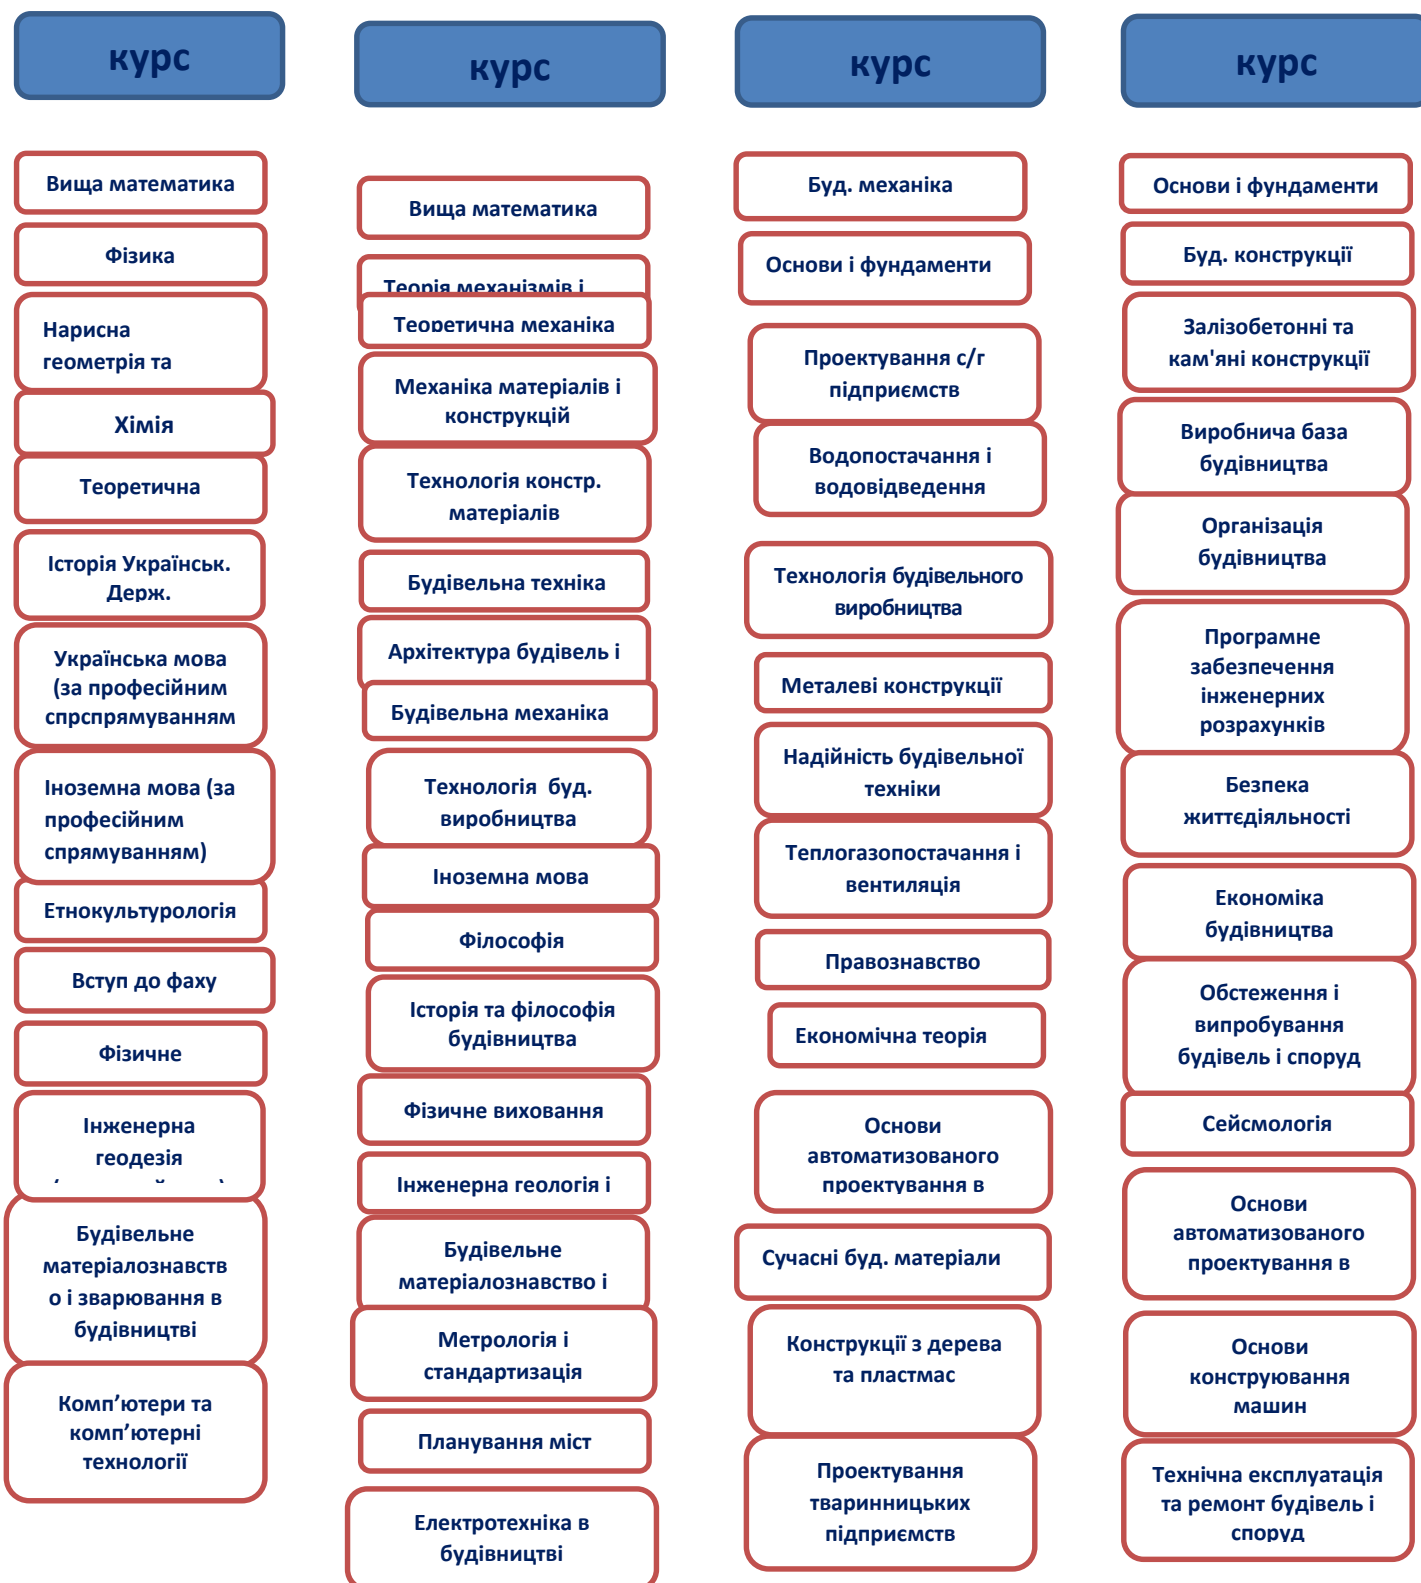 курс
Вища математика
Фізика
Нарисна
геометрія та
Хімія
Теоретична
Історія Українськ.
Держ.
Українська мова
(за професійним
спрспрямуванням
Іноземна мова (за
професійним
спрямуванням)
Етнокультурологія
Вступ до фаху
Фізичне
Інженерна
геодезія
Будівельне
матеріалознавств
о і зварювання в
будівництві
Комп’ютери та
комп’ютерні
технології
курс
Вища математика
Теорія механізмів і
Теоретична механіка
Механіка матеріалів і
конструкцій
Технологія констр.
матеріалів
Будівельна техніка
Архітектура будівель і
Будівельна механіка
Технологія буд.
виробництва
Іноземна мова
Філософія
Історія та філософія
будівництва
Фізичне виховання
Інженерна геологія і
Будівельне
матеріалознавство і
Метрологія і
стандартизація
Планування міст
Електротехніка в
будівництві
курс
Буд. механіка
Основи і фундаменти
Проектування с/г
підприємств
Водопостачання і
водовідведення
Технологія будівельного
виробництва
Металеві конструкції
Надійність будівельної
техніки
Теплогазопостачання і
вентиляція
Правознавство
Економічна теорія
Основи
автоматизованого
проектування в
Сучасні буд. матеріали
Конструкції з дерева
та пластмас
Проектування
тваринницьких
підприємств
курс
Основи і фундаменти
Буд. конструкції
Залізобетонні та
кам'яні конструкції
Виробнича база
будівництва
Організація
будівництва
Програмне
забезпечення
інженерних
розрахунків
Безпека
життєдіяльності
Економіка
будівництва
Обстеження і
випробування
будівель і споруд
Сейсмологія
Основи
автоматизованого
проектування в
Основи
конструювання
машин
Технічна експлуатація
та ремонт будівель і
споруд